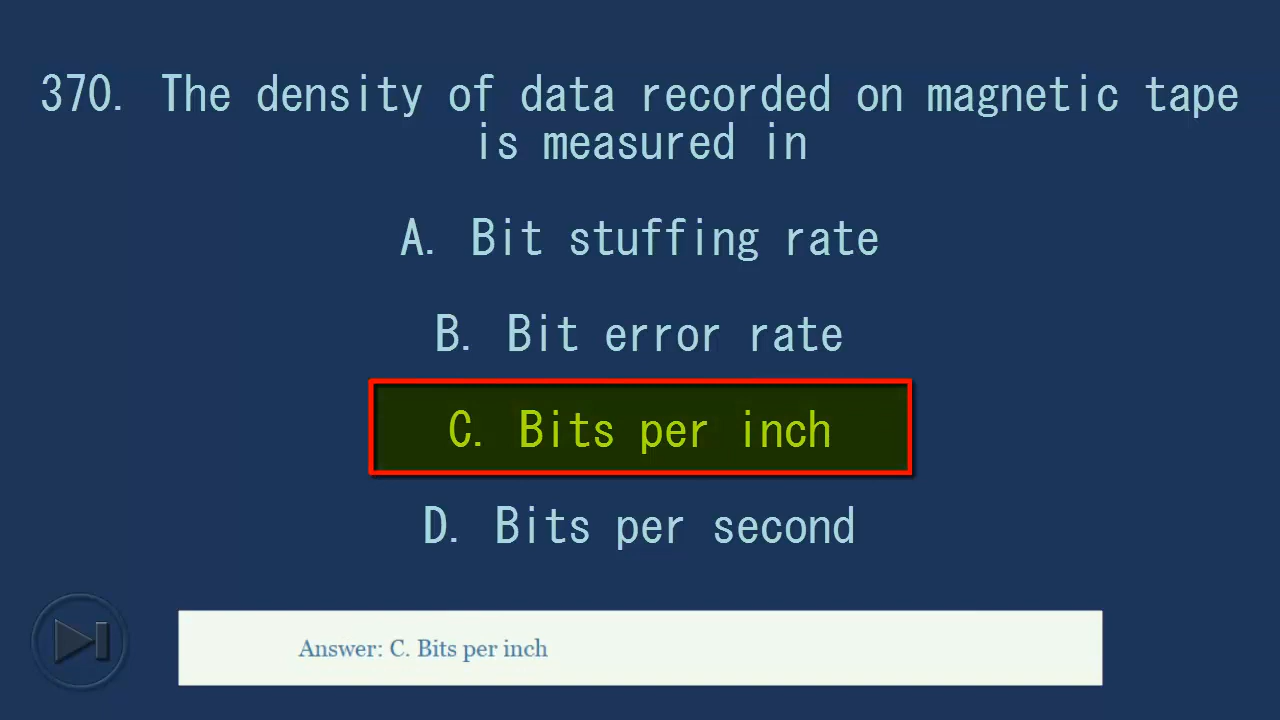 370. The density of data recorded on magnetic tape
is measured in
A. Bit stuffing rate
B. Bit error rate
C. Bits per inch
D. Bits per second
Answer: C. Bits per inch